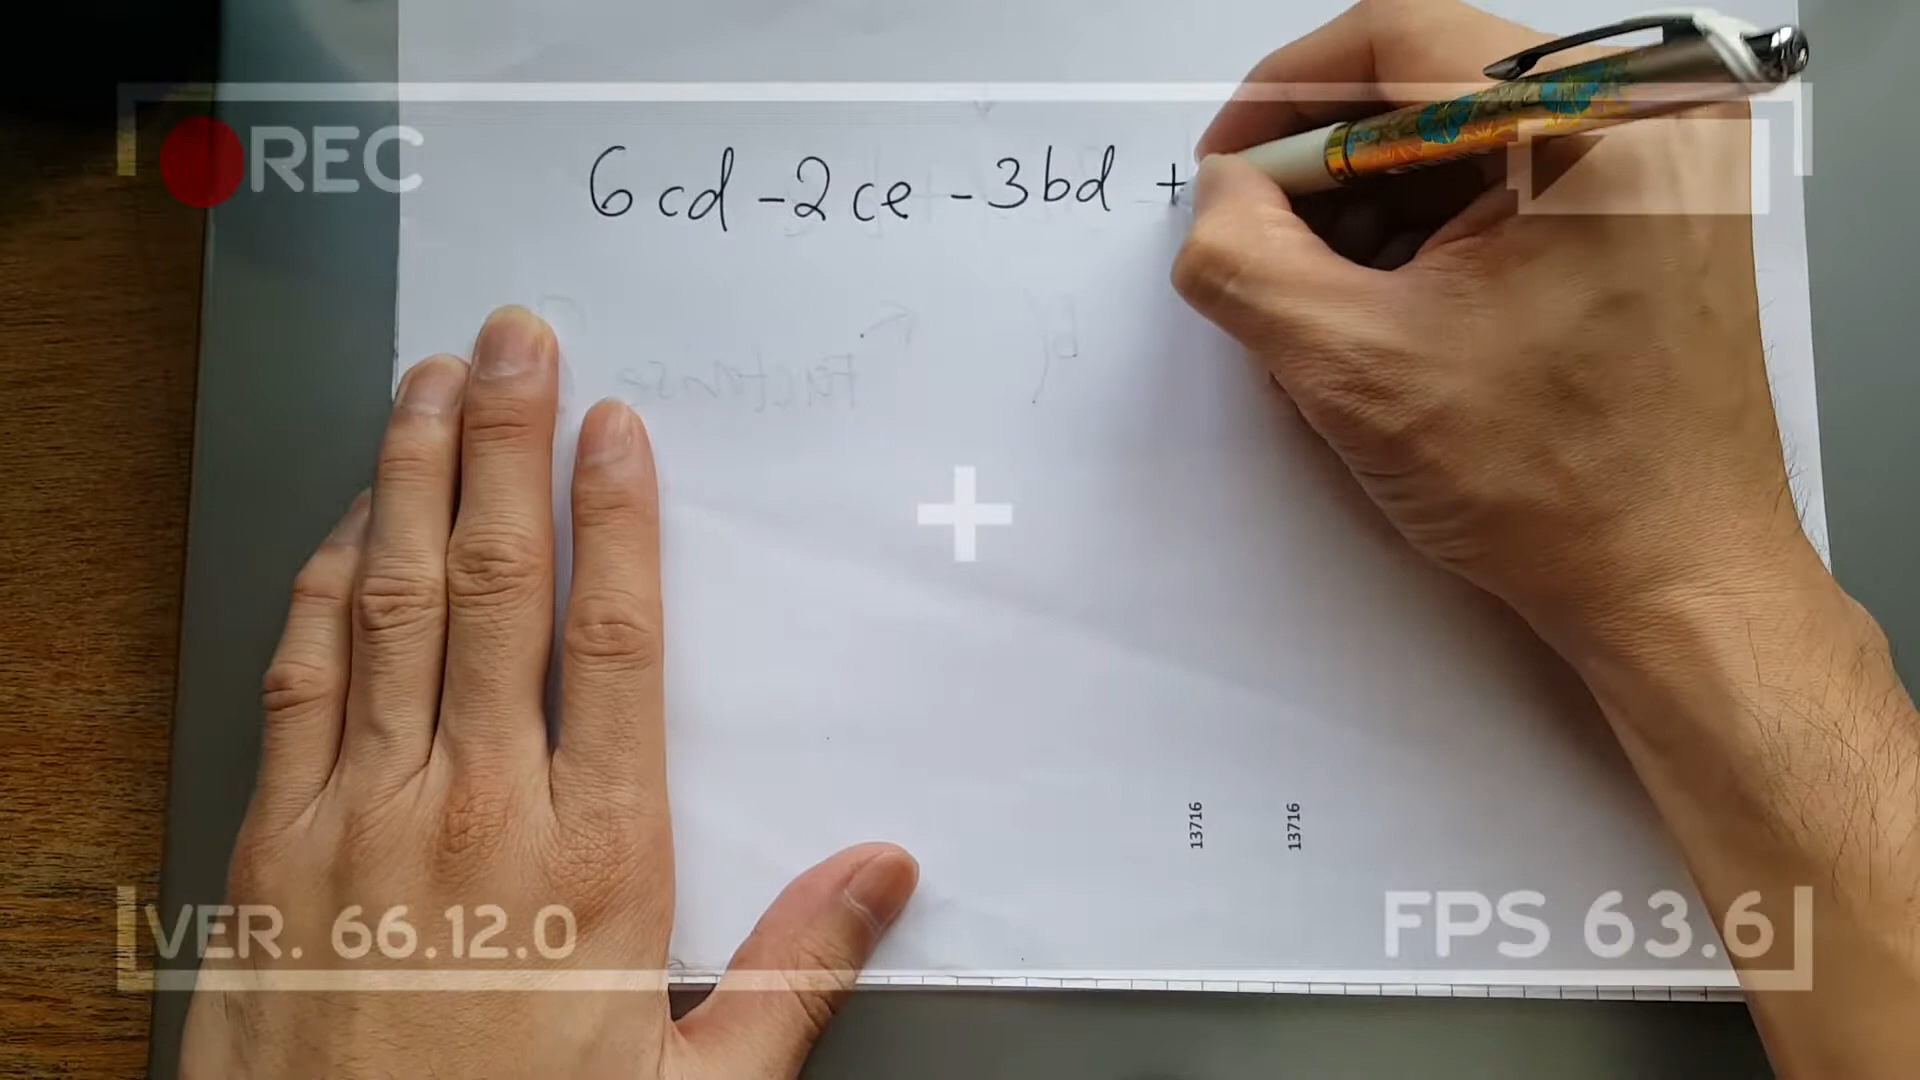 REC
6cd - 2ce - 3bd +
13716
13716
VER. 66.12.0
FPS 63.6